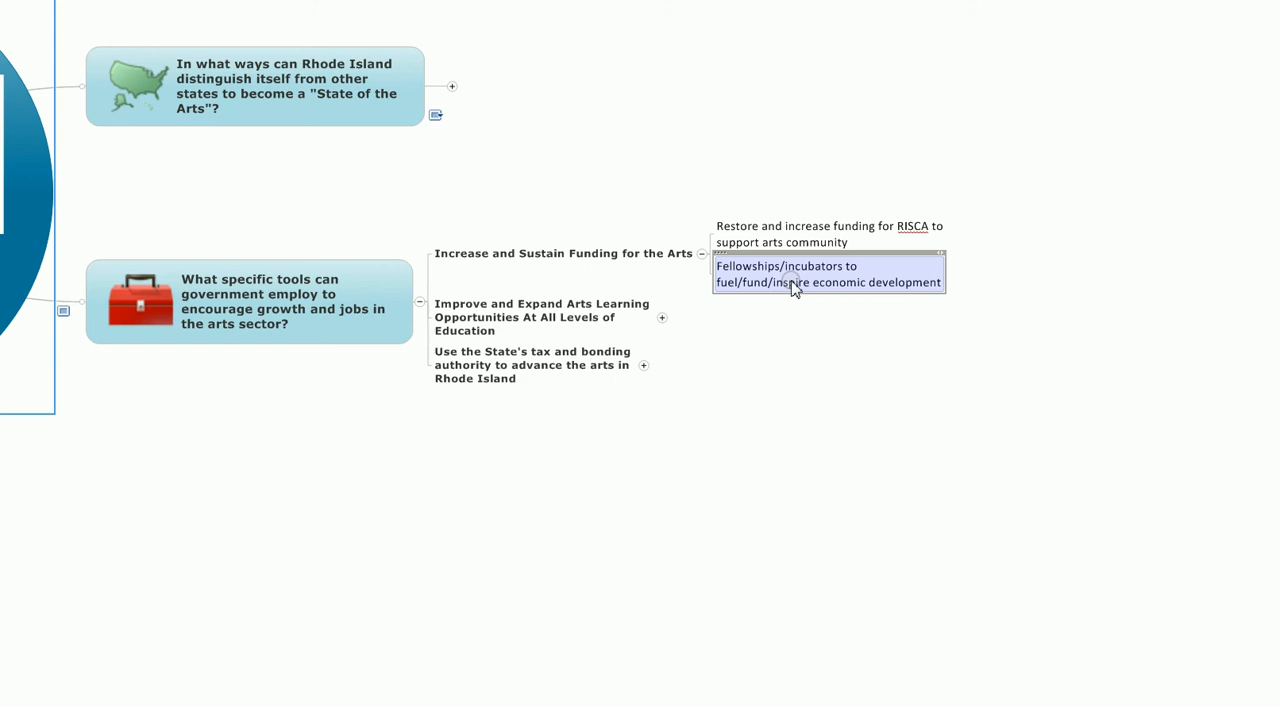 In what ways can Rhode Island
distinguish itself from other
states to become a "State of the
Arts"?
What specific tools can
government employ to
encourage growth and jobs in
the arts sector?
Increase and Sustain Funding for the Arts
Restore and increase funding for RISCA to
support arts community
Fellowships/incubators to
fuel/fund/inspire economic development
Improve and Expand Arts Learning
Opportunities At All Levels of
Education
Use the State's tax and bonding
authority to advance the arts in
Rhode Island